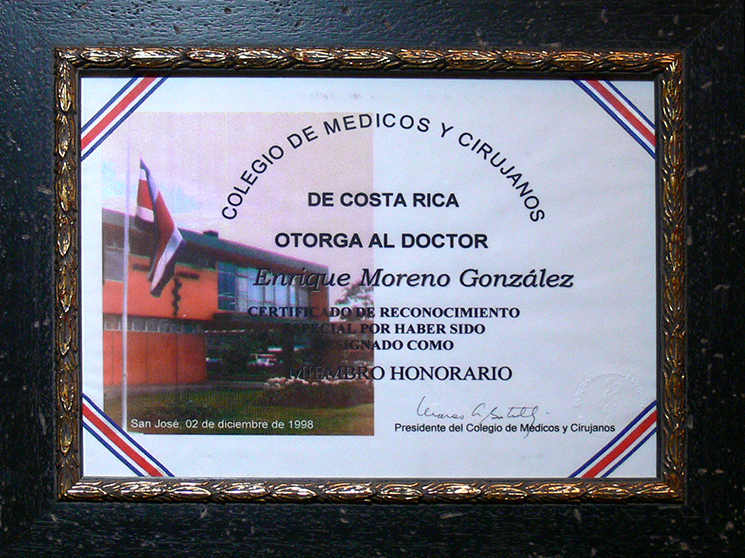 COLEGIO DE MEDICOS Y CIRUJANOS
DE COSTA RICA
OTORGA AL DOCTOR
Enrique Moreno González
CERTIFICADO DE RECONOCIMIENTO
ESPECIAL POR HABER SIDO
DESIGNADO COMO
MIEMBRO HONORARIO
San José, 02 de diciembre de 1998
Presidente del Colegio de Médicos y Cirujanos